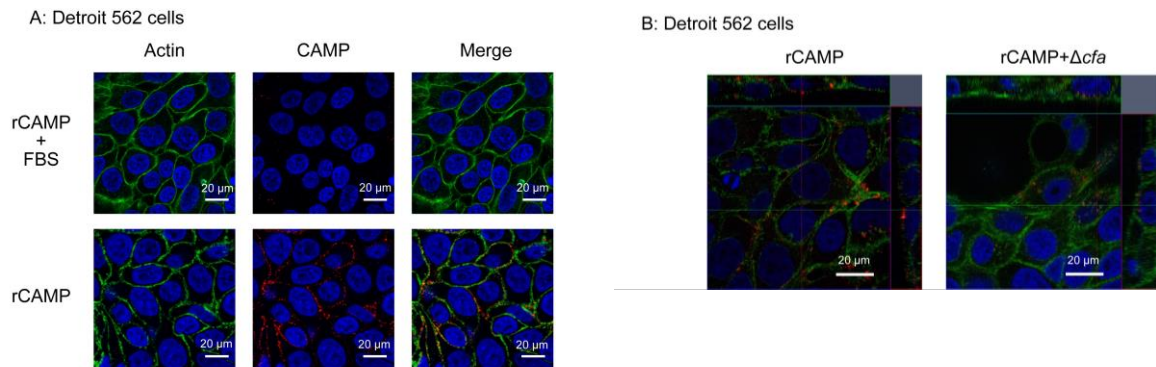 A: Detroit 562 cells
Actin CAMP Merge
rCAMP
+
FBS
20 µm 20 µm 20 µm
rCAMP
20 µm 20 µm 20 µm
B: Detroit 562 cells
rCAMP rCAMP+Δcfa
20 µm 20 µm